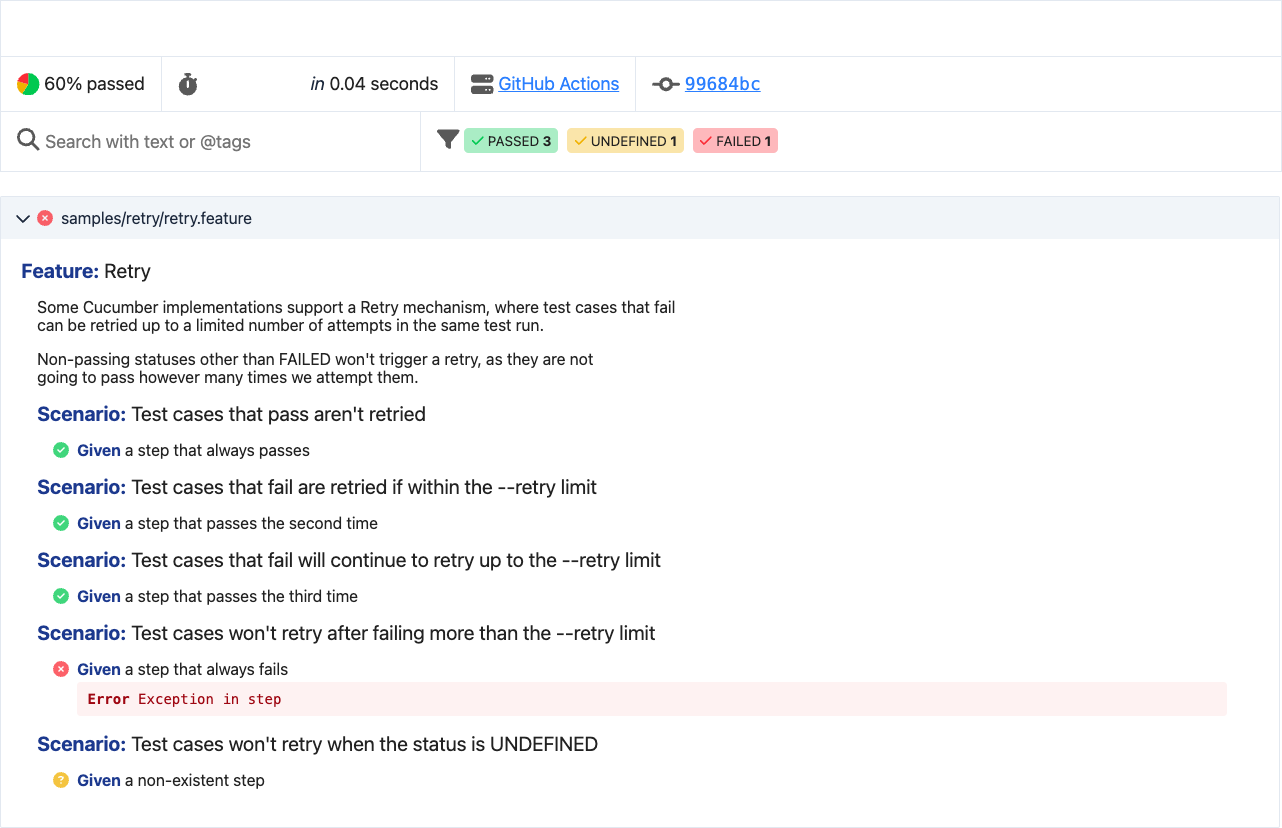 60% passed in 0.04 seconds GitHub Actions 99684bc
Search with text or @tags PASSED 3 UNDEFINED 1 FAILED 1
samples/retry/retry.feature
Feature: Retry
Some Cucumber implementations support a Retry mechanism, where test cases that fail
can be retried up to a limited number of attempts in the same test run.
Non-passing statuses other than FAILED won't trigger a retry, as they are not
going to pass however many times we attempt them.
Scenario: Test cases that pass aren't retried
Given a step that always passes
Scenario: Test cases that fail are retried if within the --retry limit
Given a step that passes the second time
Scenario: Test cases that fail will continue to retry up to the --retry limit
Given a step that passes the third time
Scenario: Test cases won't retry after failing more than the --retry limit
Given a step that always fails
Error Exception in step
Scenario: Test cases won't retry when the status is UNDEFINED
Given a non-existent step